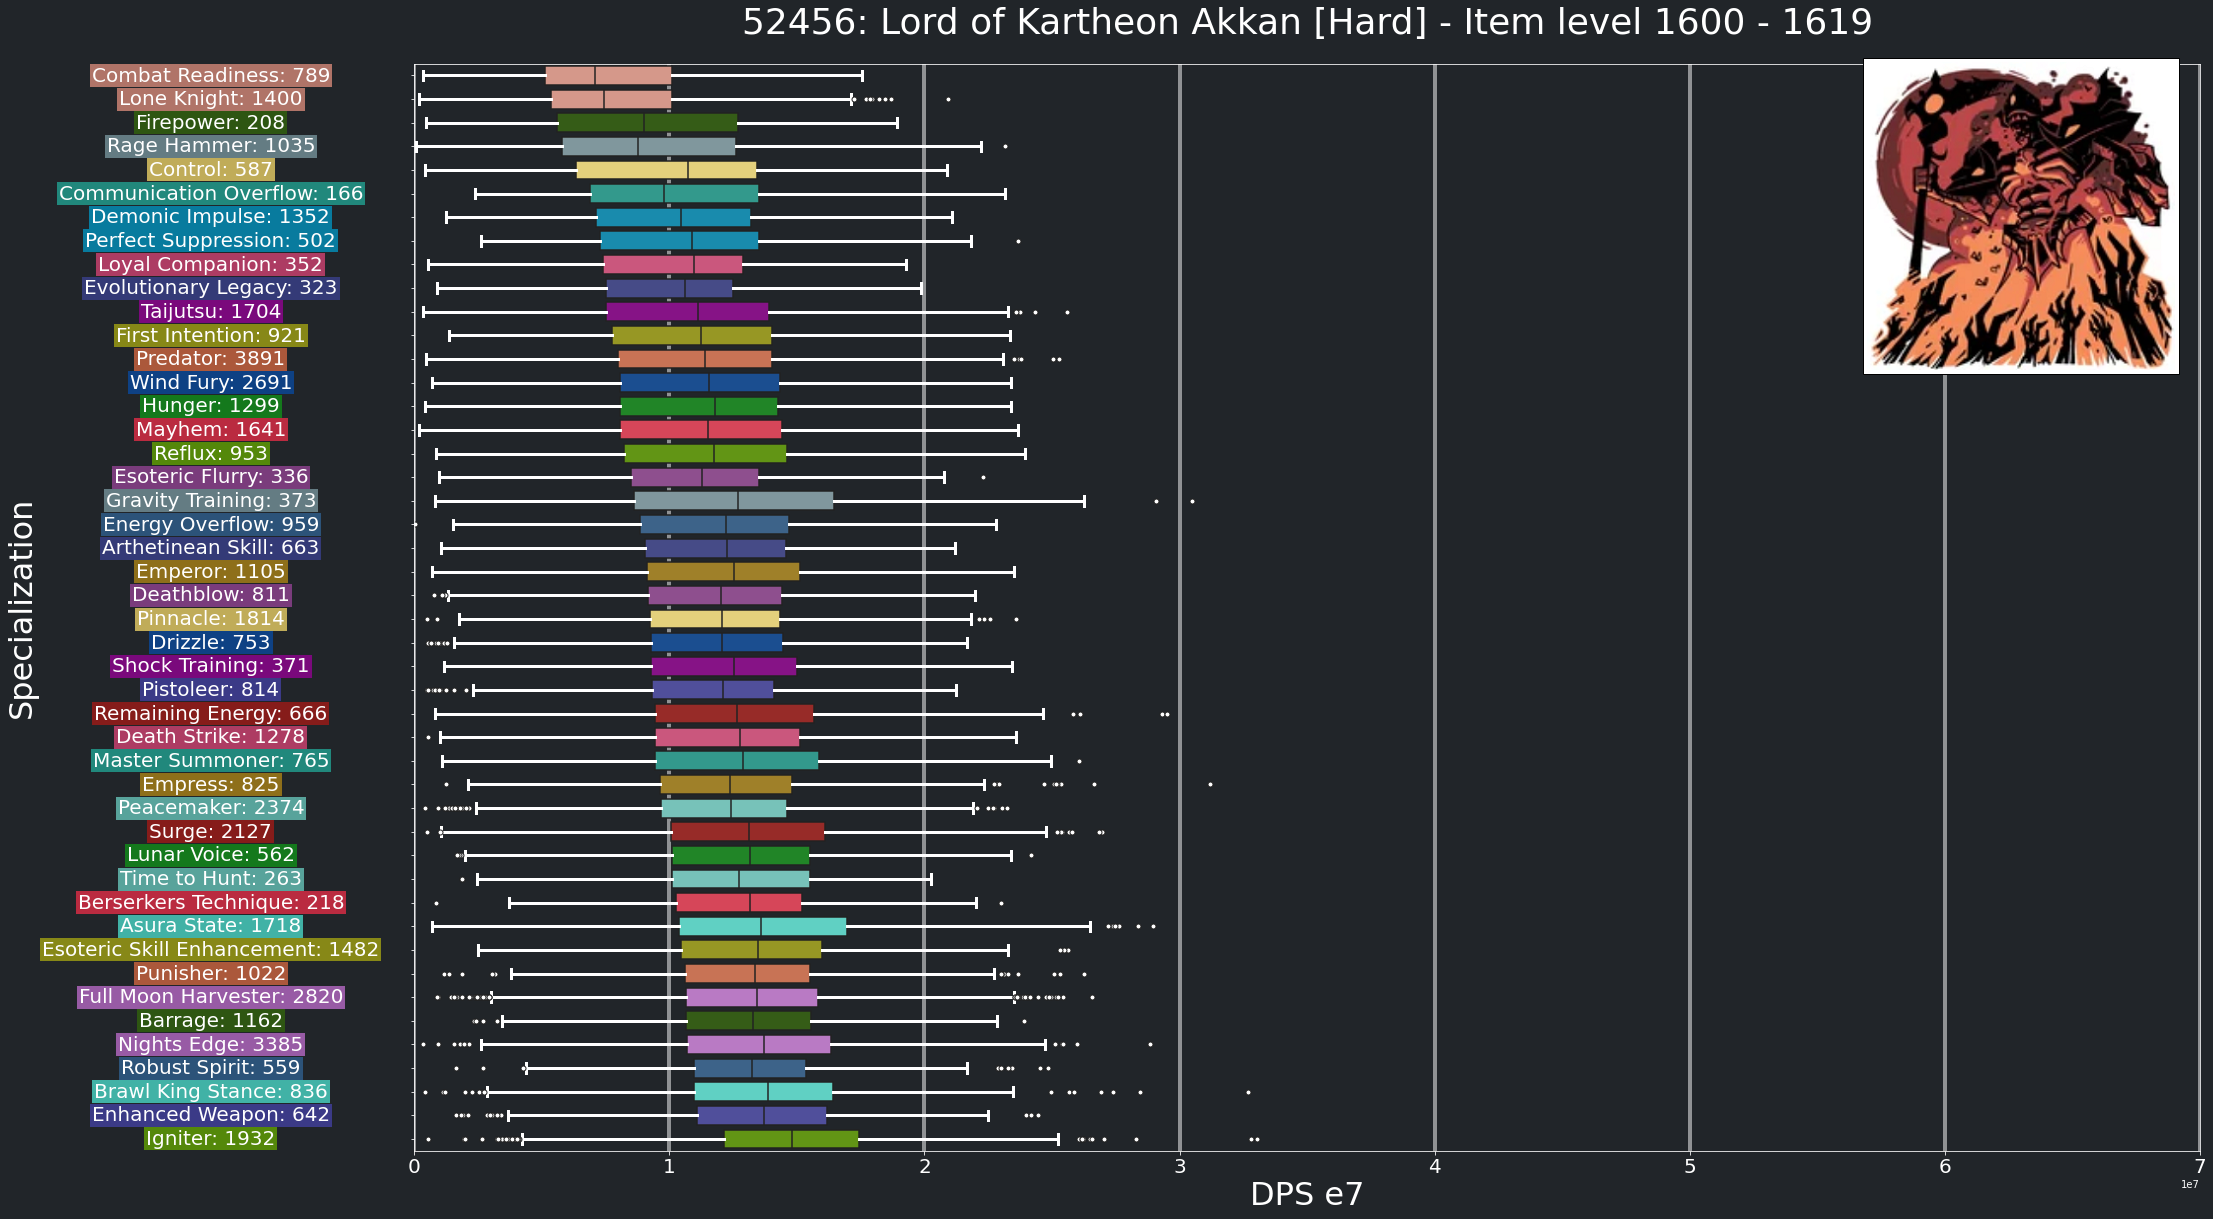 52456: Lord of Kartheon Akkan [Hard] - Item level 1600 - 1619
Specialization
Combat Readiness: 789
Lone Knight: 1400
Firepower: 208
Rage Hammer: 1035
Control: 587
Communication Overflow: 166
Demonic Impulse: 1352
Perfect Suppression: 502
Loyal Companion: 352
Evolutionary Legacy: 323
Taijutsu: 1704
First Intention: 921
Predator: 3891
Wind Fury: 2691
Hunger: 1299
Mayhem: 1641
Reflux: 953
Esoteric Flurry: 336
Gravity Training: 373
Energy Overflow: 959
Arthetinean Skill: 663
Emperor: 1105
Deathblow: 811
Pinnacle: 1814
Drizzle: 753
Shock Training: 371
Pistoleer: 814
Remaining Energy: 666
Death Strike: 1278
Master Summoner: 765
Empress: 825
Peacemaker: 2374
Surge: 2127
Lunar Voice: 562
Time to Hunt: 263
Berserkers Technique: 218
Asura State: 1718
Esoteric Skill Enhancement: 1482
Punisher: 1022
Full Moon Harvester: 2820
Barrage: 1162
Nights Edge: 3385
Robust Spirit: 559
Brawl King Stance: 836
Enhanced Weapon: 642
Igniter: 1932
0 1 2 3 4 5 6 7
1e7
DPS e7